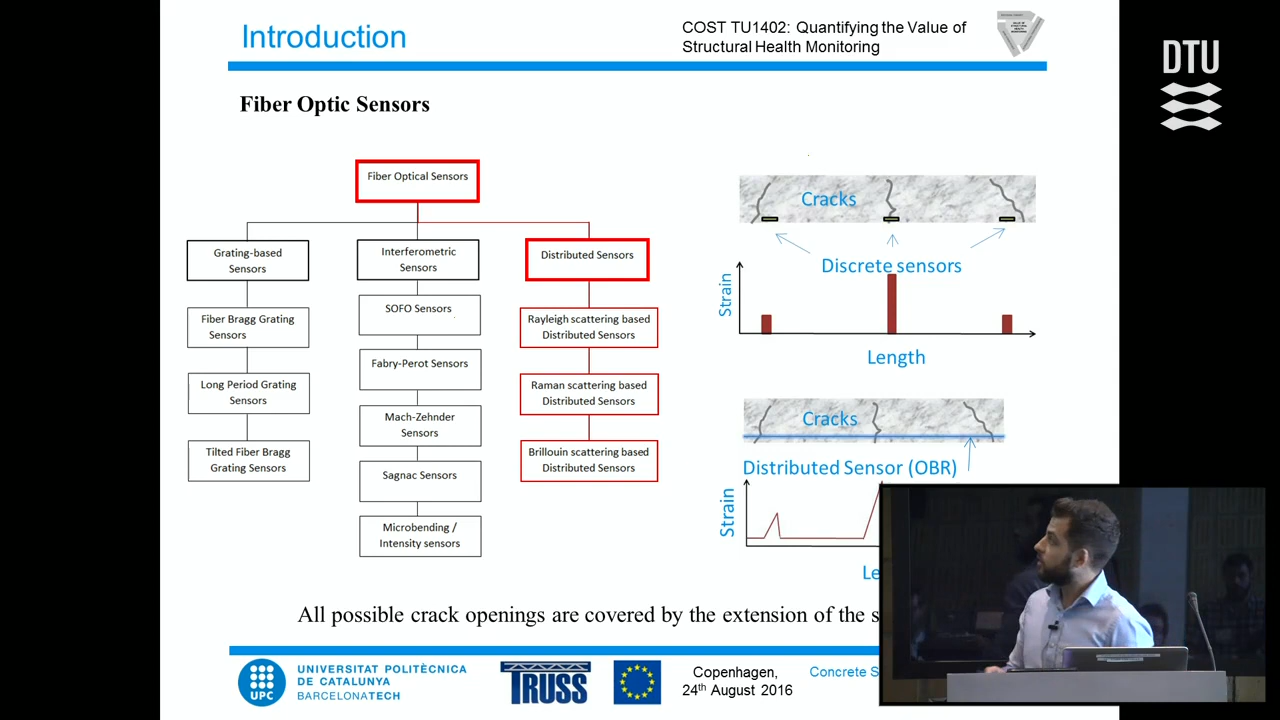 Introduction
COST TU1402: Quantifying the Value of
Structural Health Monitoring
DTU
Fiber Optic Sensors
Fiber Optical Sensors
Grating-based
Sensors
Fiber Bragg Grating
Sensors
Long Period Grating
Sensors
Tilted Fiber Bragg
Grating Sensors
Interferometric
Sensors
SOFO Sensors
Fabry-Perot Sensors
Mach-Zehnder
Sensors
Sagnac Sensors
Microbending /
Intensity sensors
Distributed Sensors
Rayleigh scattering based
Distributed Sensors
Raman scattering based
Distributed Sensors
Brillouin scattering based
Distributed Sensors
Cracks
Discrete sensors
Strain
Length
Cracks
Distributed Sensor (OBR)
Strain
Le
All possible crack openings are covered by the extension of the s
UPC
UNIVERSITAT POLITÈCNICA
DE CATALUNYA
BARCELONATECH
TRUSS
Copenhagen,
24th August 2016
Concrete S